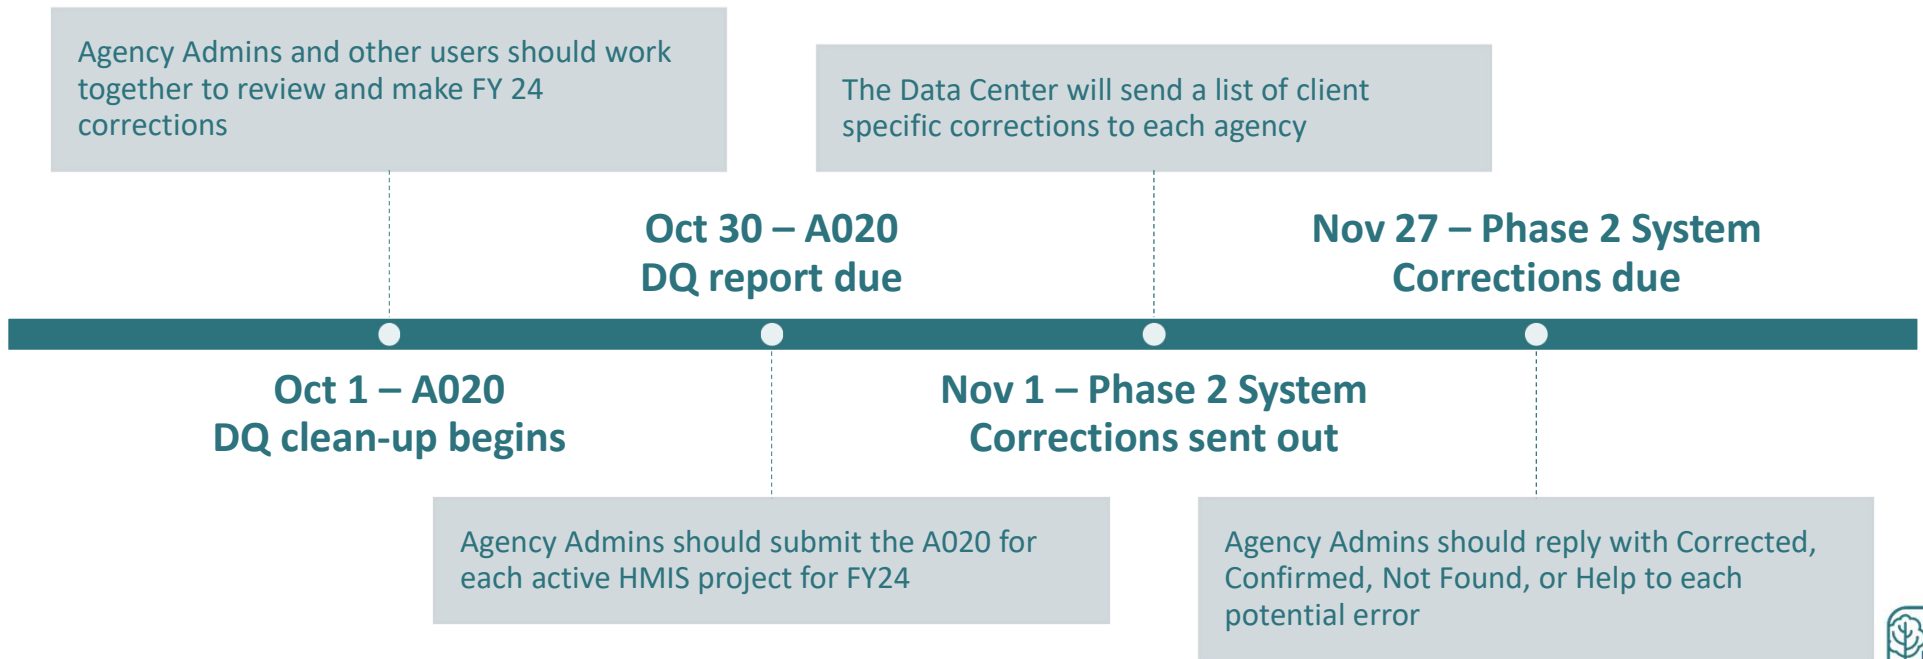 Agency Admins and other users should work
together to review and make FY 24
corrections
The Data Center will send a list of client
specific corrections to each agency
Oct 30 – A020
DQ report due
Nov 27 – Phase 2 System
Corrections due
Oct 1 – A020
DQ clean-up begins
Nov 1 – Phase 2 System
Corrections sent out
Agency Admins should submit the A020 for
each active HMIS project for FY24
Agency Admins should reply with Corrected,
Confirmed, Not Found, or Help to each
potential error